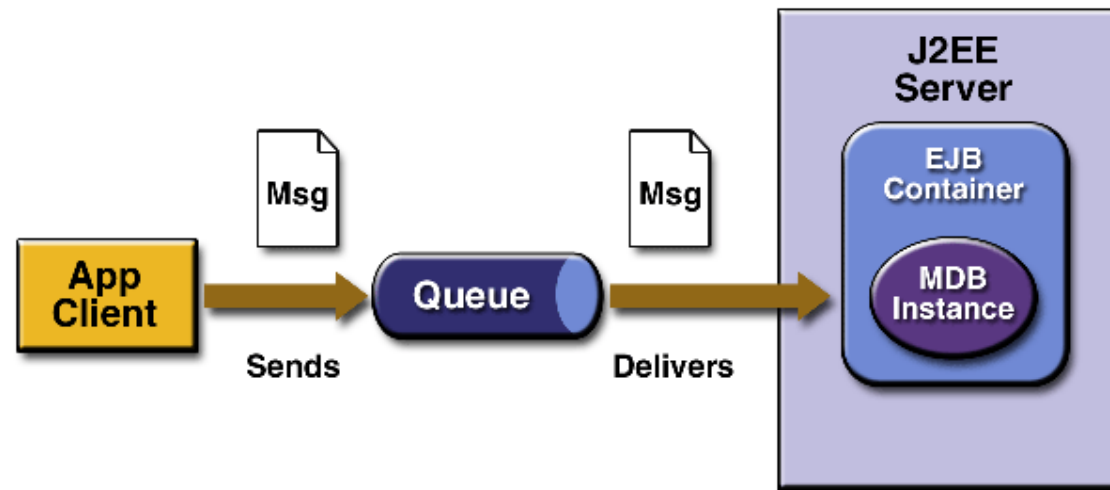 J2EE
Server
Msg
Msg
EJB
Container
App
Client
Queue
MDB
Instance
Sends
Delivers